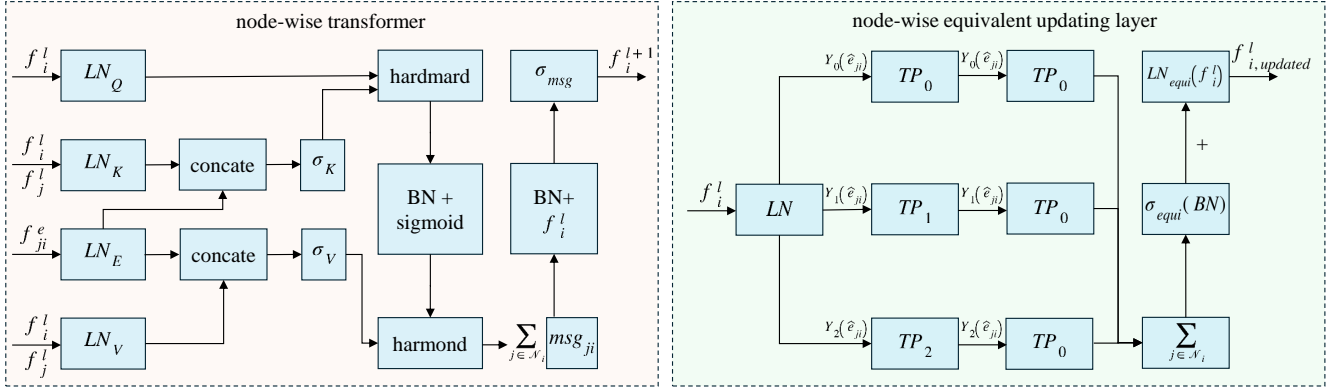 node-wise transformer
f_i^l
LN_Q
hardmard
σ_msg
f_i^{l+1}
f_i^l
f_j^l
LN_K
concate
σ_K
BN +
sigmoid
BN+
f_i^l
f_ji^e
LN_E
concate
σ_V
f_i^l
f_j^l
LN_V
harmond
∑_{j ∈ 𝒩_i}
msg_ji
node-wise equivalent updating layer
Y_0(ê_ji)
TP_0
Y_0(ê_ji)
TP_0
LN_equi(f_i^l)
f_{i, updated}^l
+
f_i^l
LN
Y_1(ê_ji)
TP_1
Y_1(ê_ji)
TP_0
σ_equi(BN)
Y_2(ê_ji)
TP_2
Y_2(ê_ji)
TP_0
∑_{j ∈ 𝒩_i}